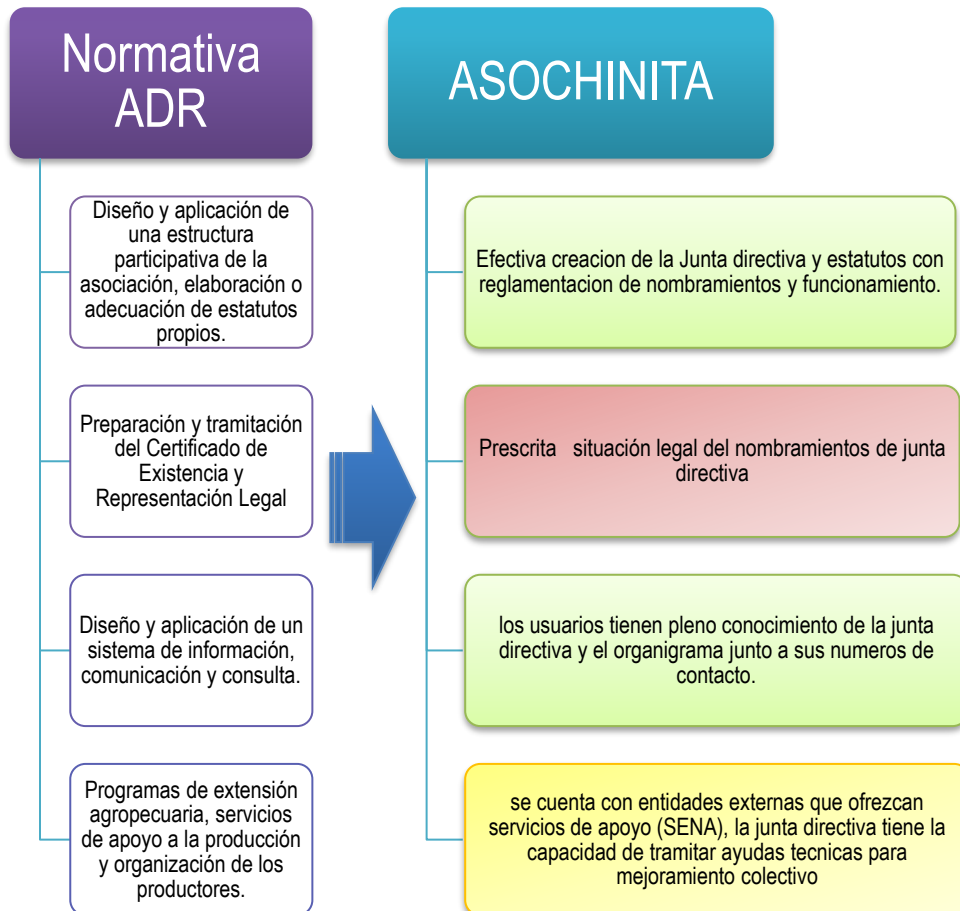 Normativa
ADR
Diseño y aplicación de
una estructura
participativa de la
asociación, elaboración o
adecuación de estatutos
propios.
Preparación y tramitación
del Certificado de
Existencia y
Representación Legal
Diseño y aplicación de un
sistema de información,
comunicación y consulta.
Programas de extensión
agropecuaria, servicios
de apoyo a la producción
y organización de los
productores.
ASOCHINITA
Efectiva creacion de la Junta directiva y estatutos con
reglamentacion de nombramientos y funcionamiento.
Prescrita situación legal del nombramientos de junta
directiva
los usuarios tienen pleno conocimiento de la junta
directiva y el organigrama junto a sus numeros de
contacto.
se cuenta con entidades externas que ofrezcan
servicios de apoyo (SENA), la junta directiva tiene la
capacidad de tramitar ayudas tecnicas para
mejoramiento colectivo